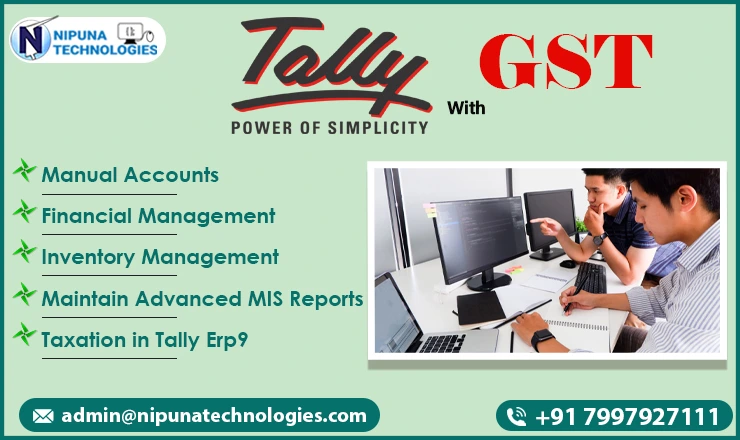 NIPUNA
TECHNOLOGIES
Tally
POWER OF SIMPLICITY
With
GST
Manual Accounts
Financial Management
Inventory Management
Maintain Advanced MIS Reports
Taxation in Tally Erp9
admin@nipunatechnologies.com
+91 7997927111